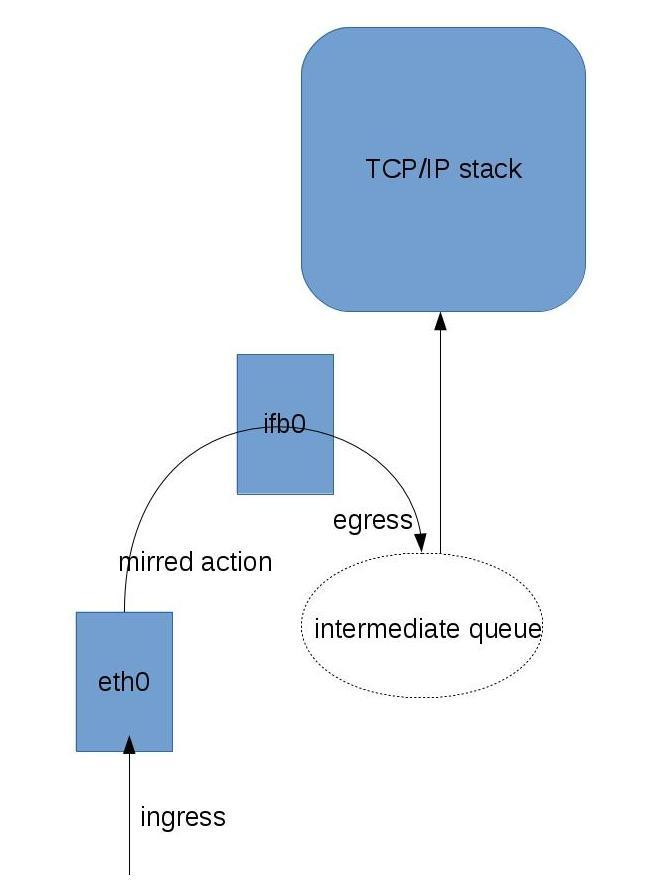 TCP/IP stack
ifb0
egress
mirred action
intermediate queue
eth0
ingress